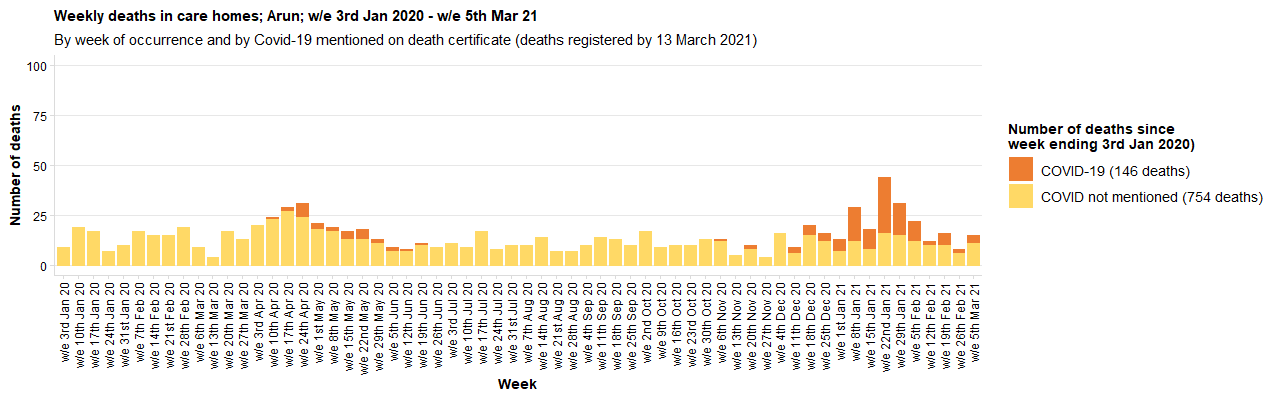 Weekly deaths in care homes; Arun; w/e 3rd Jan 2020 - w/e 5th Mar 21
By week of occurrence and by Covid-19 mentioned on death certificate (deaths registered by 13 March 2021)
Number of deaths
100
75
50
25
0
w/e 3rd Jan 20
w/e 10th Jan 20
w/e 17th Jan 20
w/e 24th Jan 20
w/e 31st Jan 20
w/e 7th Feb 20
w/e 14th Feb 20
w/e 21st Feb 20
w/e 28th Feb 20
w/e 6th Mar 20
w/e 13th Mar 20
w/e 20th Mar 20
w/e 27th Mar 20
w/e 3rd Apr 20
w/e 10th Apr 20
w/e 17th Apr 20
w/e 24th Apr 20
w/e 1st May 20
w/e 8th May 20
w/e 15th May 20
w/e 22nd May 20
w/e 29th May 20
w/e 5th Jun 20
w/e 12th Jun 20
w/e 19th Jun 20
w/e 26th Jun 20
w/e 3rd Jul 20
w/e 10th Jul 20
w/e 17th Jul 20
w/e 24th Jul 20
w/e 31st Jul 20
w/e 7th Aug 20
w/e 14th Aug 20
w/e 21st Aug 20
w/e 28th Aug 20
w/e 4th Sep 20
w/e 11th Sep 20
w/e 18th Sep 20
w/e 25th Sep 20
w/e 2nd Oct 20
w/e 9th Oct 20
w/e 16th Oct 20
w/e 23rd Oct 20
w/e 30th Oct 20
w/e 6th Nov 20
w/e 13th Nov 20
w/e 20th Nov 20
w/e 27th Nov 20
w/e 4th Dec 20
w/e 11th Dec 20
w/e 18th Dec 20
w/e 25th Dec 20
w/e 1st Jan 21
w/e 8th Jan 21
w/e 15th Jan 21
w/e 22nd Jan 21
w/e 29th Jan 21
w/e 5th Feb 21
w/e 12th Feb 21
w/e 19th Feb 21
w/e 26th Feb 21
w/e 5th Mar 21
Week
Number of deaths since
week ending 3rd Jan 2020)
COVID-19 (146 deaths)
COVID not mentioned (754 deaths)